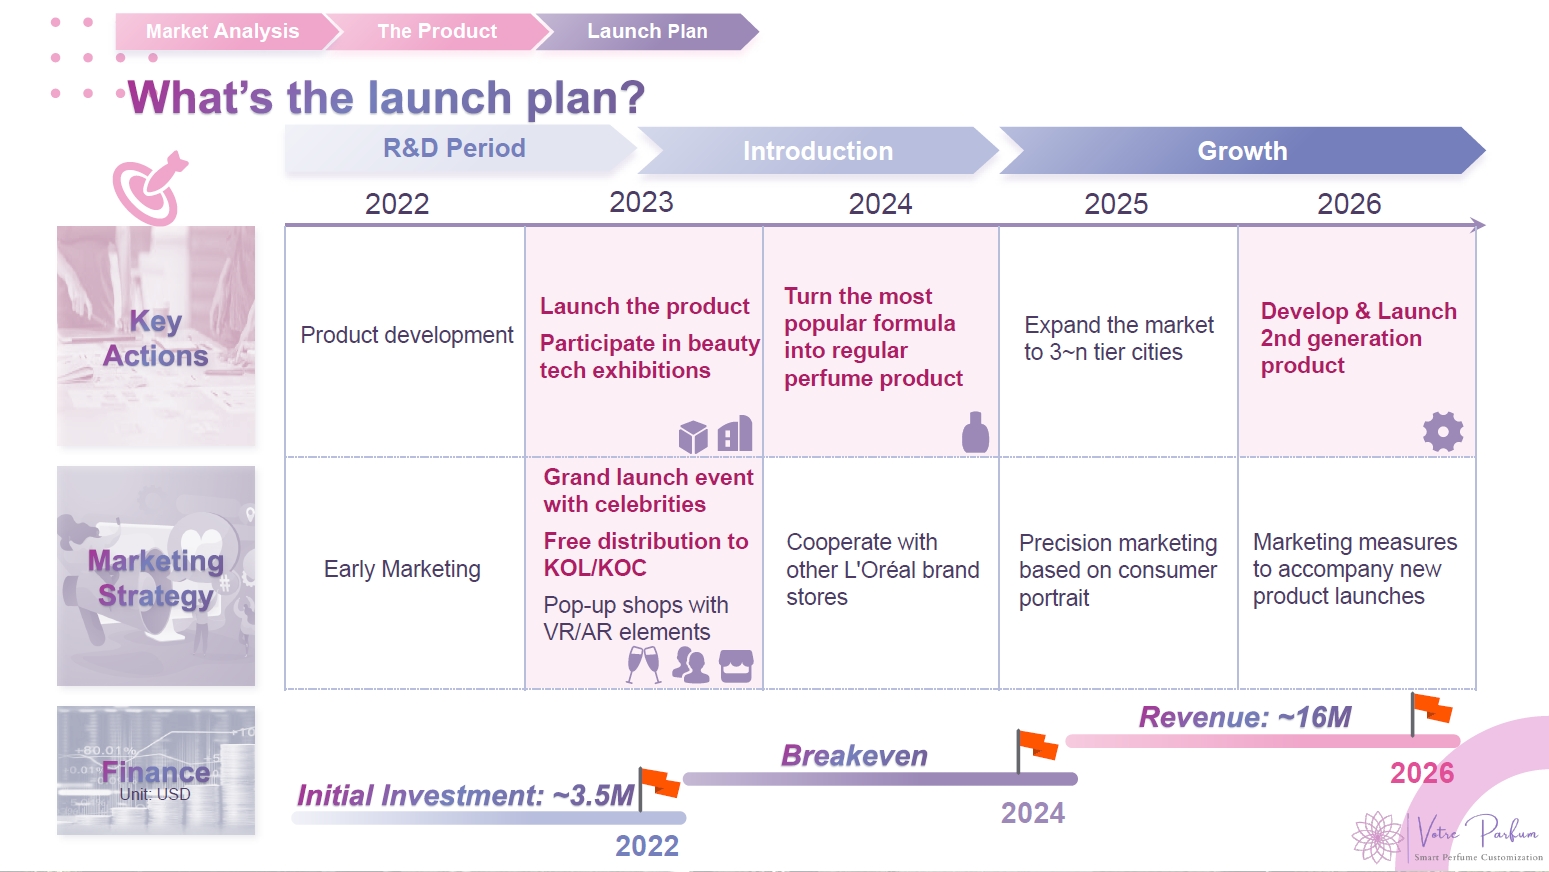 Market Analysis
The Product
Launch Plan
What's the launch plan?
R&D Period
Introduction
Growth
2022
2023
2024
2025
2026
Key
Actions
Product development
Launch the product
Participate in beauty
tech exhibitions
Turn the most
popular formula
into regular
perfume product
Expand the market
to 3~n tier cities
Develop & Launch
2nd generation
product
Marketing
Strategy
Early Marketing
Grand launch event
with celebrities
Free distribution to
KOL/KOC
Pop-up shops with
VR/AR elements
Cooperate with
other L'Oréal brand
stores
Precision marketing
based on consumer
portrait
Marketing measures
to accompany new
product launches
Finance
Unit: USD
Initial Investment: ~3.5M
2022
Breakeven
2024
Revenue: ~16M
2026
Votre Parfum
Smart Perfume Customization